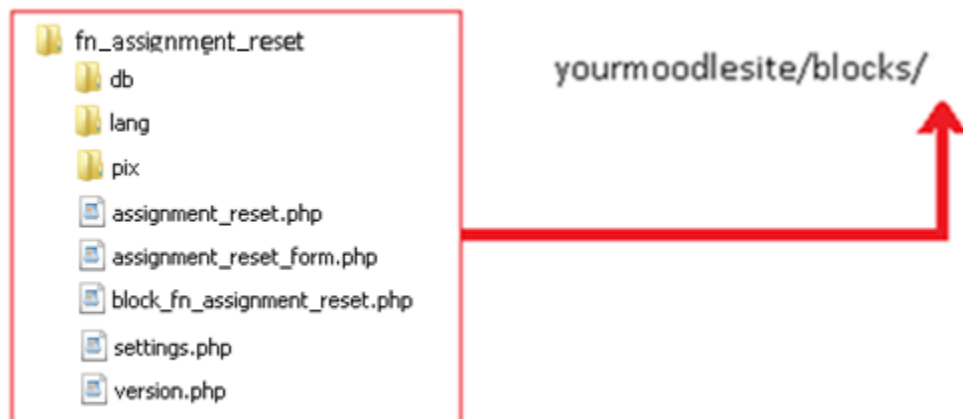 fn_assignment_reset
db
lang
pix
assignment_reset.php
assignment_reset_form.php
block_fn_assignment_reset.php
settings.php
version.php
yourmoodlesite/blocks/